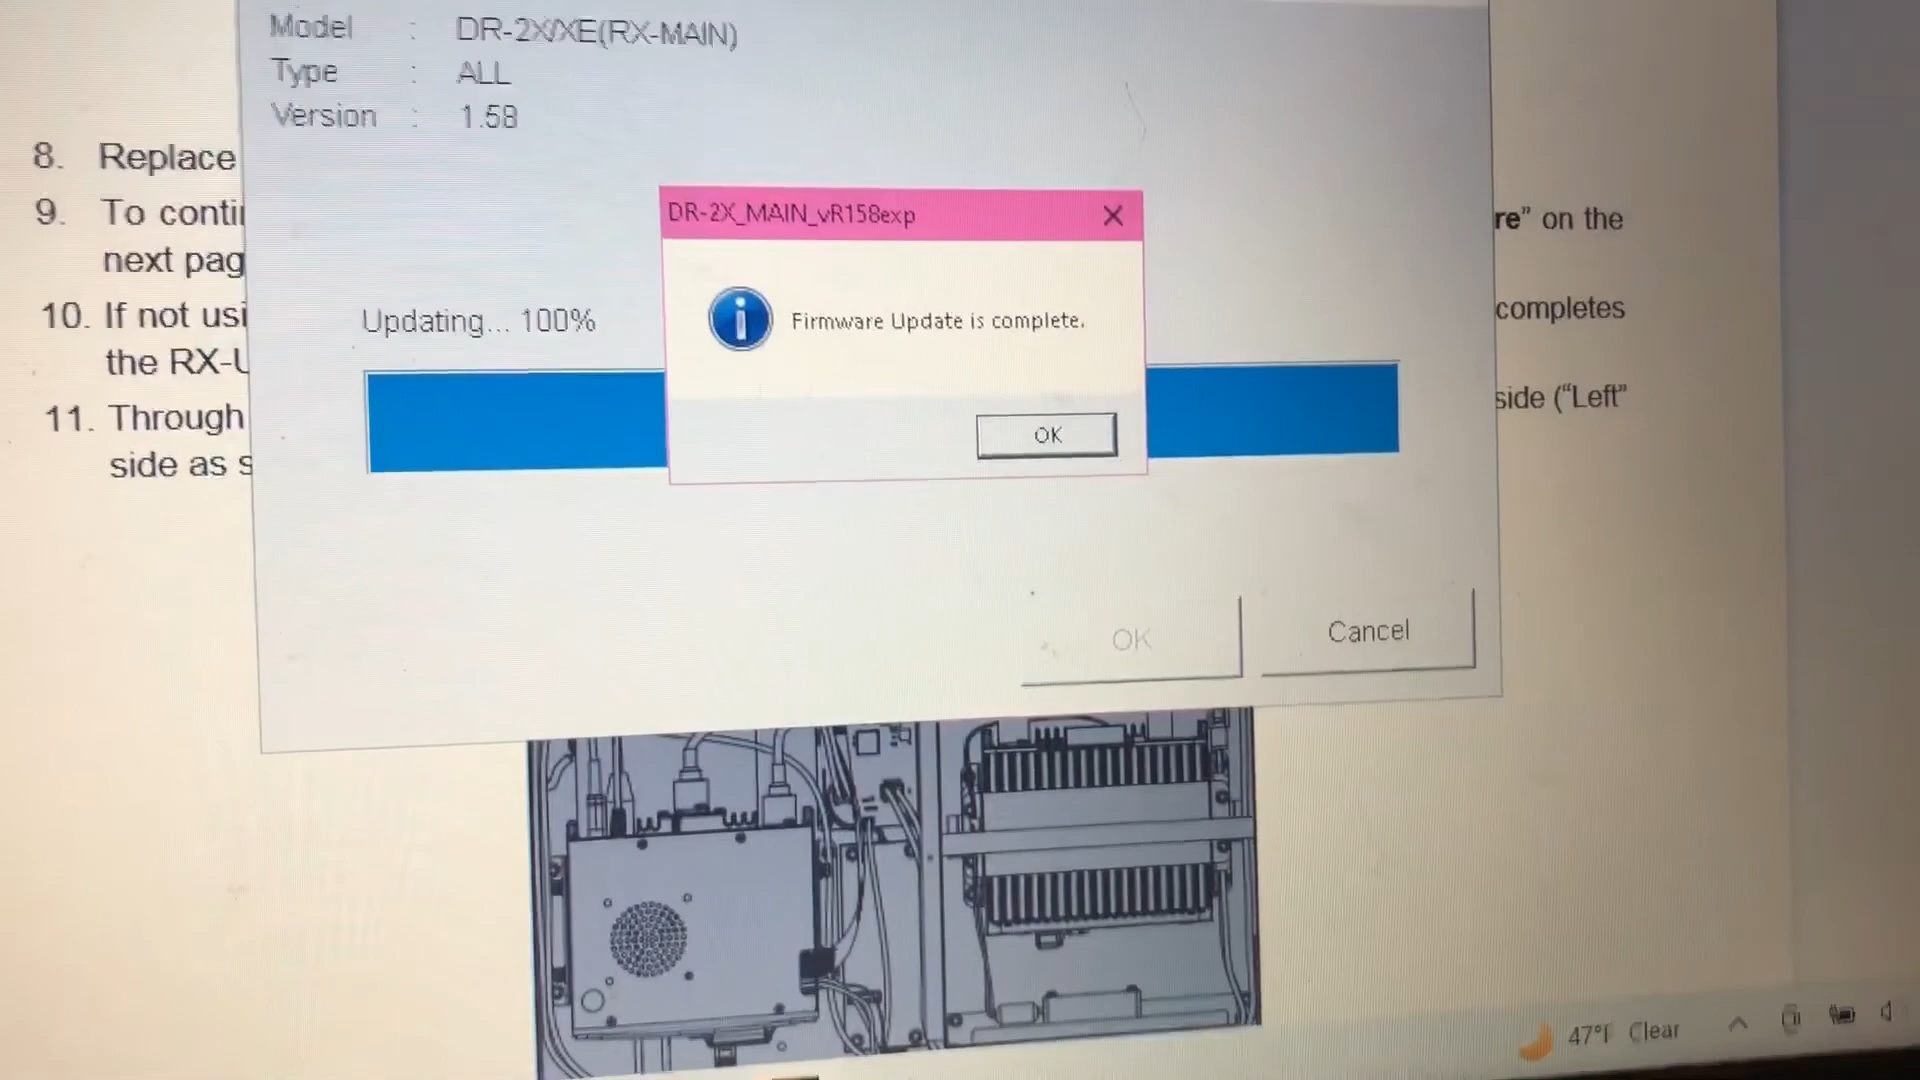 Model : DR-2X/XE(RX-MAIN)
Type : ALL
Version : 1.58
8. Replace
DR-2X_MAIN_vR158exp
9. To conti
re” on the
next pag
10. If not usi
completes
Updating... 100%
Firmware Update is complete.
the RX-U
11. Through
side (“Left”
OK
side as s
OK
Cancel
47°F Clear